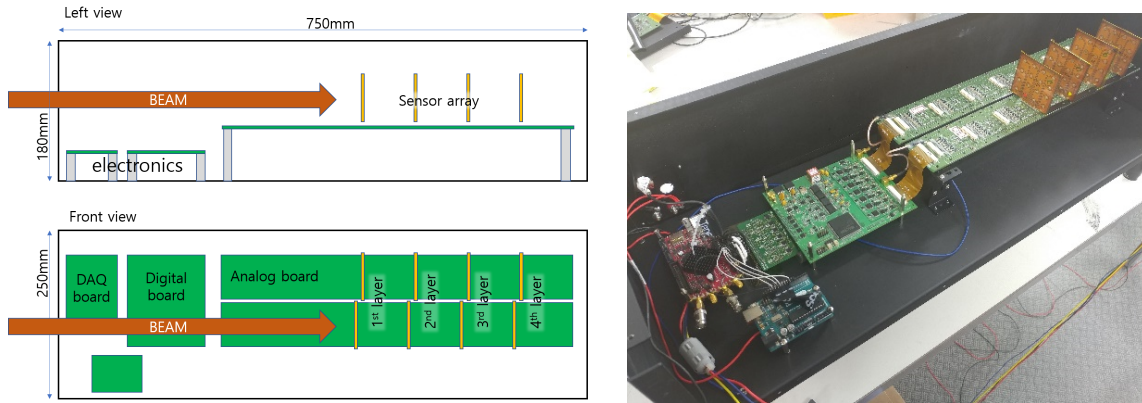 Left view
750mm
BEAM
Sensor array
180mm
electronics
Front view
250mm
DAQ
board
Digital
board
Analog board
BEAM
1st layer
2nd layer
3rd layer
4th layer